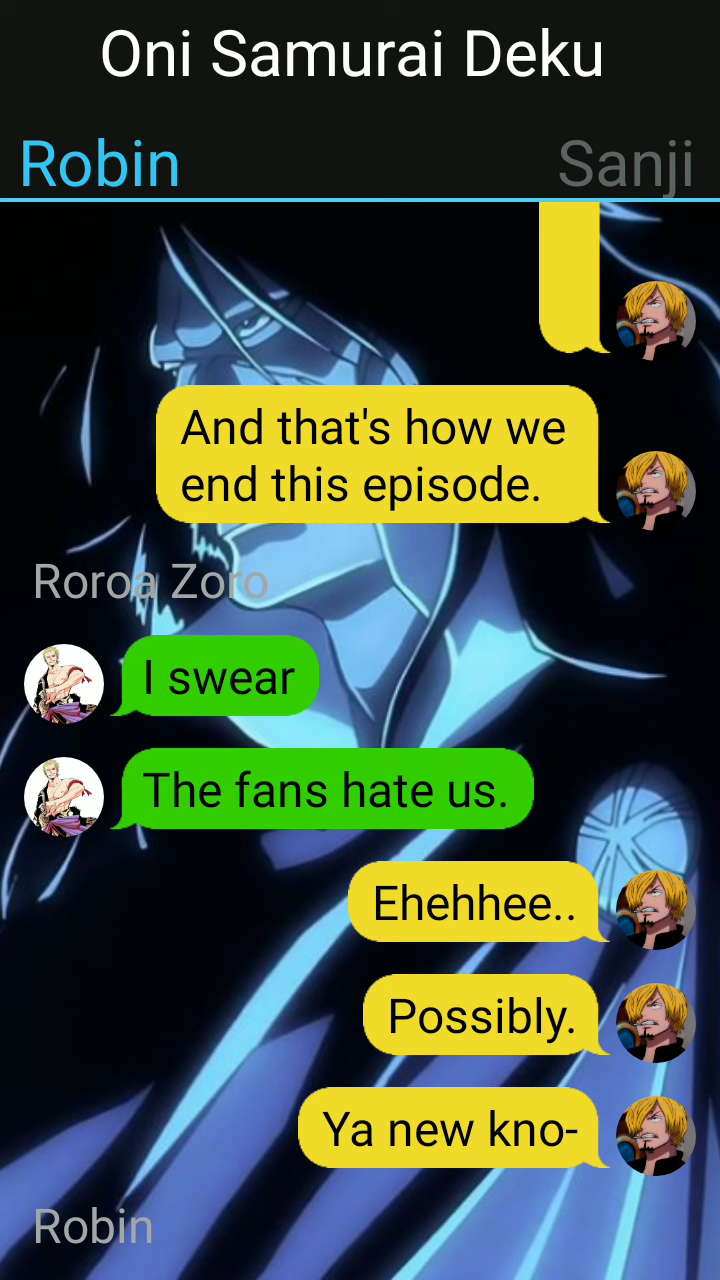 Oni Samurai Deku
Robin
Sanji
And that's how we
end this episode.
Roroa Zoro
I swear
The fans hate us.
Ehehhee..
Possibly.
Ya new kno-
Robin